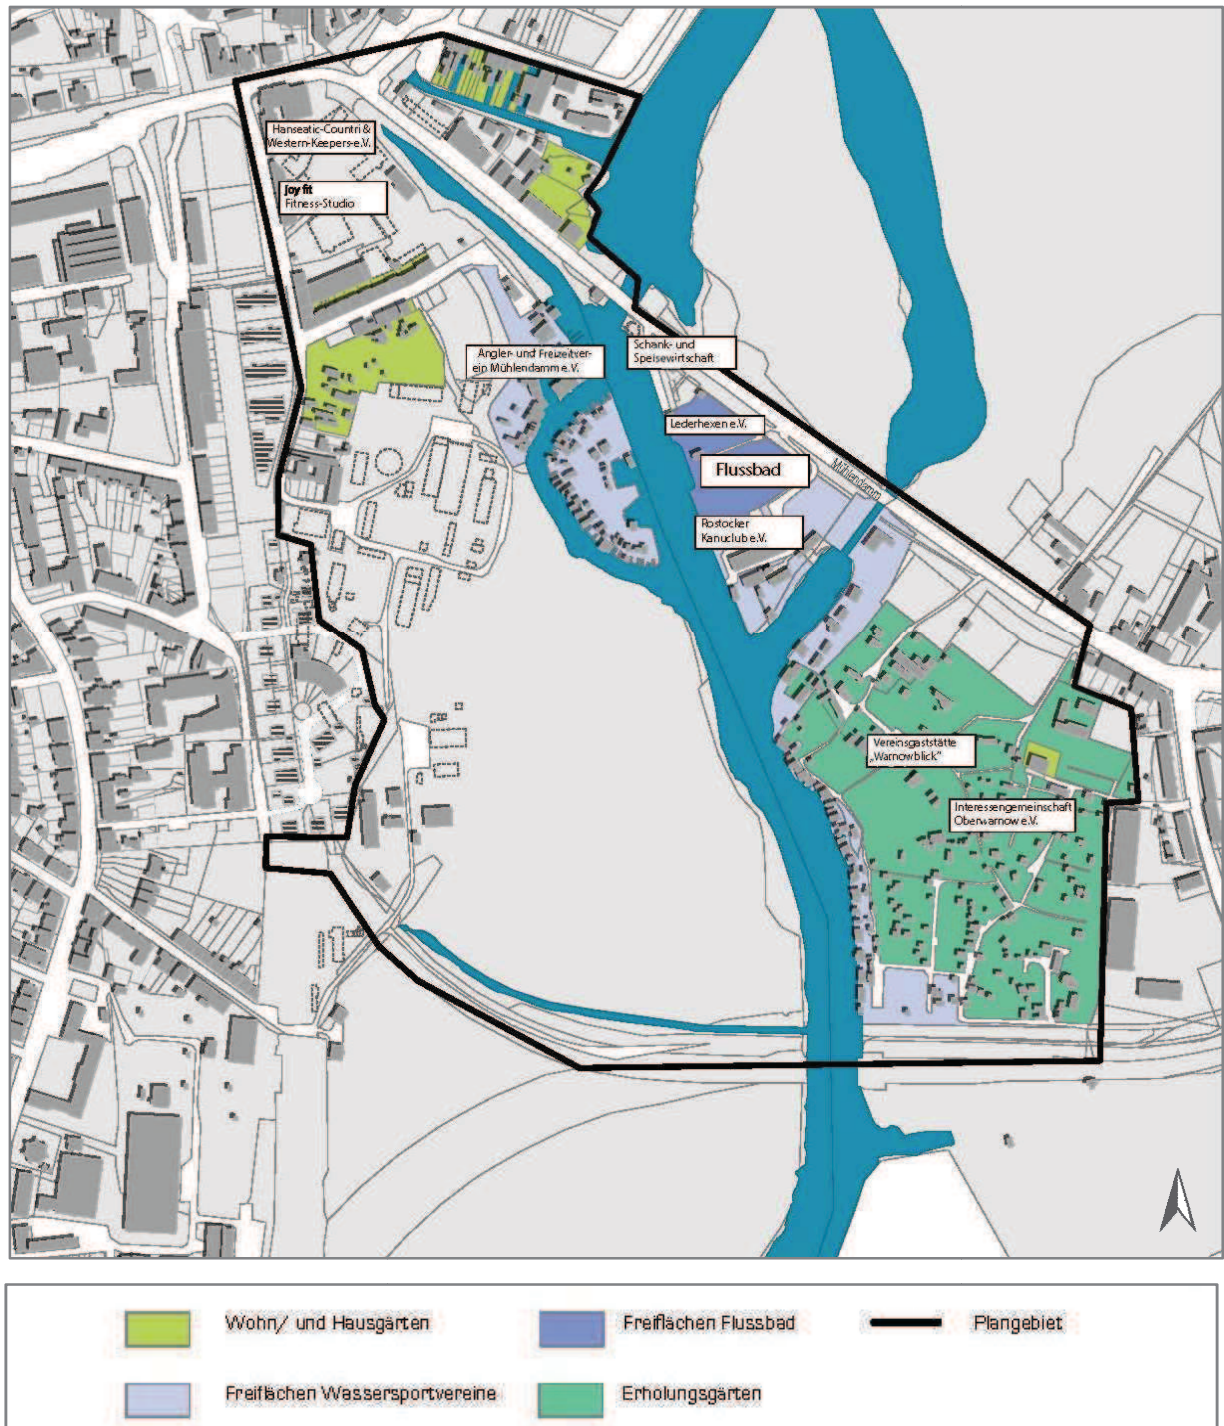 Hanseatic-Countri &
Western-Keepers-e.V.
Joy fit
Fitness-Studio
Angler- und Freizeitver-
ein Mühlendamm e.V.
Schank- und
Speisewirtschaft
Lederhexen e.V.
Flussbad
Mühlendamm
Rostocker
Kanuclub e.V.
Vereinsgaststätte
„Warnowblick"
Interessengemeinschaft
Oberwarnow e.V.
Wohn/ und Hausgärten
Freiflächen Flussbad
Plangebiet
Freiflächen Wassersportvereine
Erholungsgärten